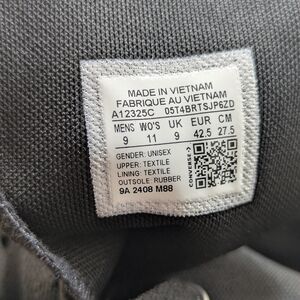 MADE IN VIETNAM
FABRIQUE AU VIETNAM
A12325C 05T4BRTSJP6ZD
MENS WO'S UK EUR CM
9 11 9 42.5 27.5
GENDER: UNISEX
UPPER: TEXTILE
LINING: TEXTILE
OUTSOLE: RUBBER
9A 2408 M88
CONVERSE